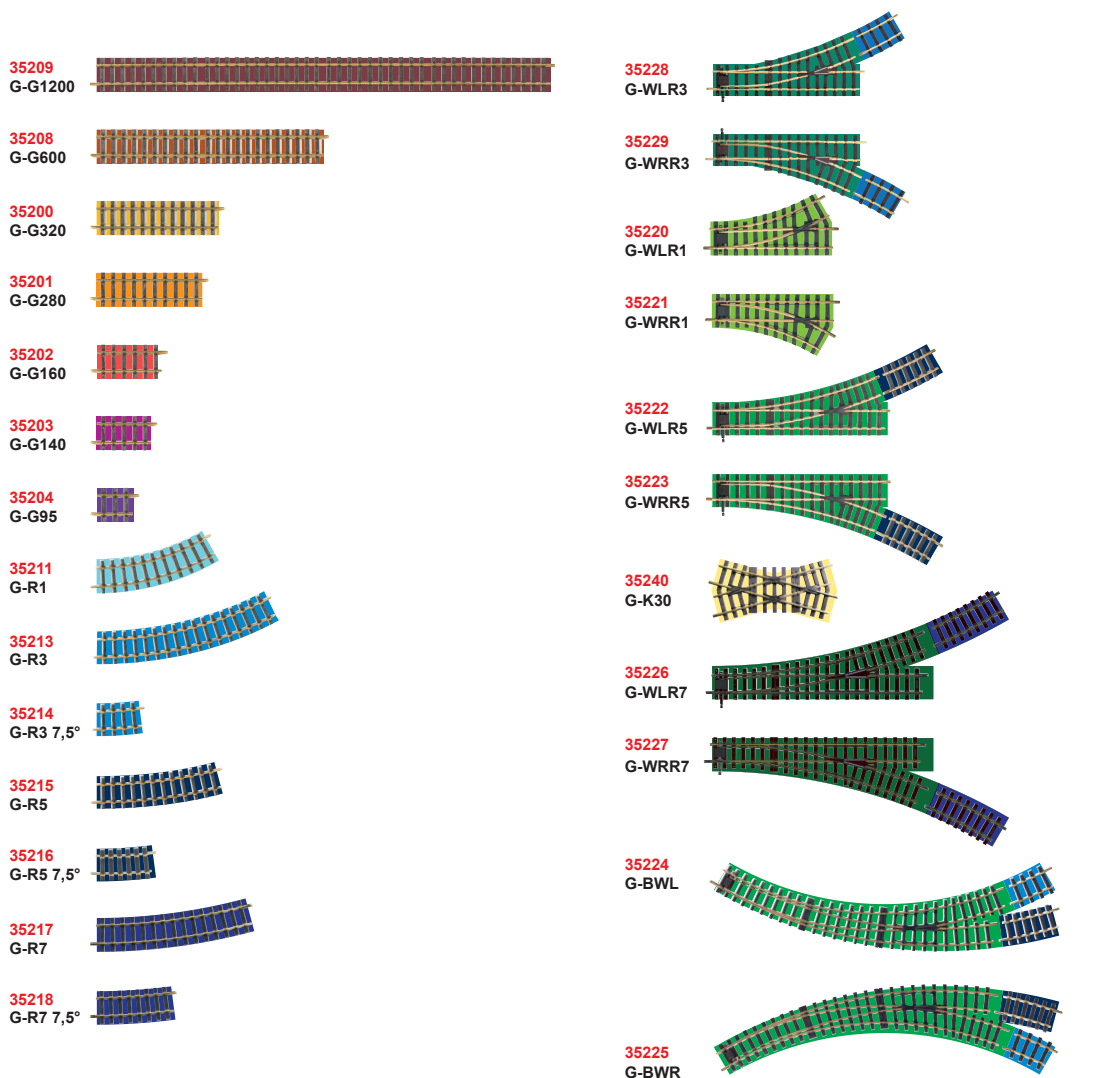 35209
G-G1200
35208
G-G600
35200
G-G320
35201
G-G280
35202
G-G160
35203
G-G140
35204
G-G95
35211
G-R1
35213
G-R3
35214
G-R3 7,5°
35215
G-R5
35216
G-R5 7,5°
35217
G-R7
35218
G-R7 7,5°
35228
G-WLR3
35229
G-WRR3
35220
G-WLR1
35221
G-WRR1
35222
G-WLR5
35223
G-WRR5
35240
G-K30
35226
G-WLR7
35227
G-WRR7
35224
G-BWL
35225
G-BWR